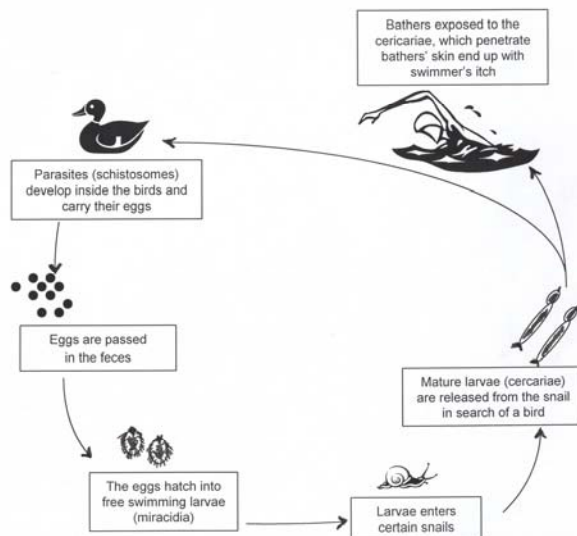 Bathers exposed to the
cericariae, which penetrate
bathers' skin end up with
swimmer's itch
Parasites (schistosomes)
develop inside the birds and
carry their eggs
Eggs are passed
in the feces
The eggs hatch into
free swimming larvae
(miracidia)
Larvae enters
certain snails
Mature larvae (cercariae)
are released from the snail
in search of a bird